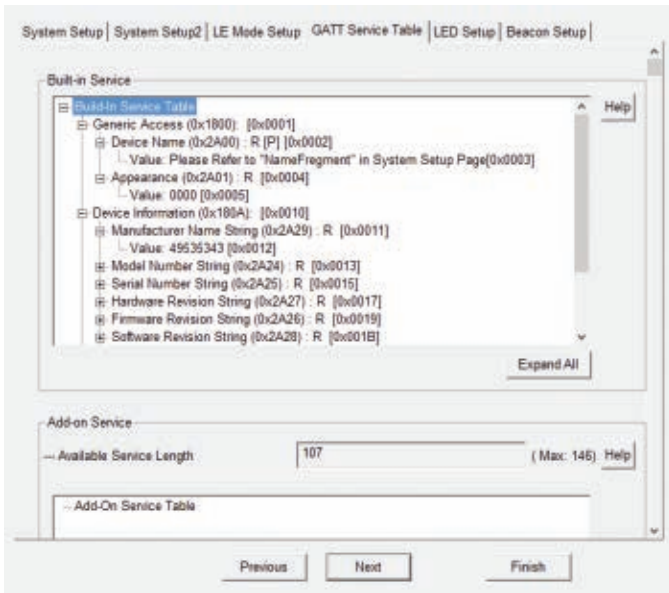 System Setup | System Setup2 | LE Mode Setup GATT Service Table | LED Setup | Beacon Setup |
Built-in Service
Build-In Service Table
Help
Generic Access (0x1800): [0x0001]
Device Name (0x2A00) : R [P] [0x0002]
Value: Please Refer to "NameFregment" in System Setup Page[0x0003]
Appearance (0x2A01) : R [0x0004]
Value: 0000 [0x0005]
Device Information (0x180A): [0x0010]
Manufacturer Name String (0x2A29) : R [0x0011]
Value: 49535343 [0x0012]
Model Number String (0x2A24) : R [0x0013]
Serial Number String (0x2A25) : R [0x0015]
Hardware Revision String (0x2A27) : R [0x0017]
Firmware Revision String (0x2A26) : R [0x0019]
Software Revision String (0x2A28) : R [0x001B]
Expand All
Add-on Service
Available Service Length 107 ( Max: 146) Help
Add-On Service Table
Previous Next Finish